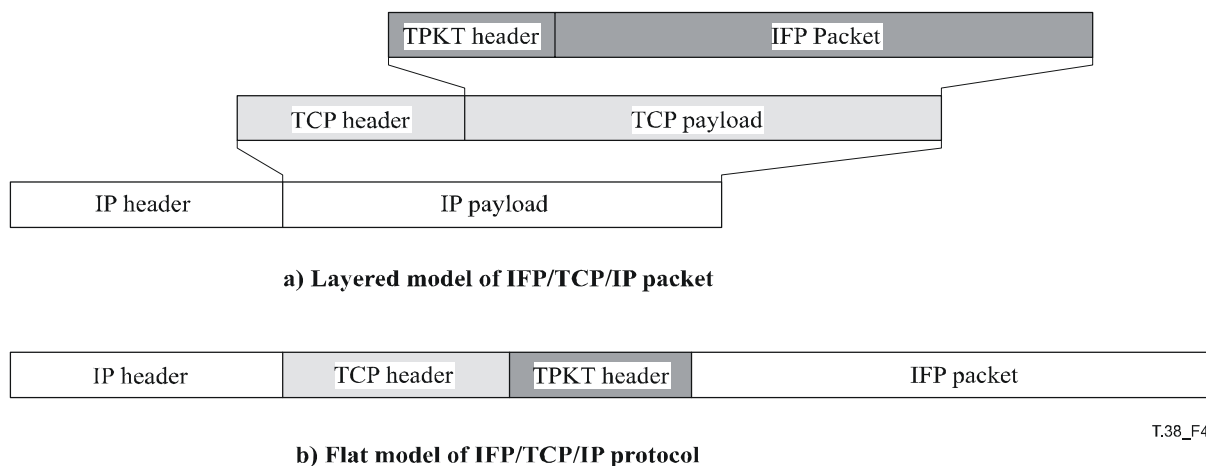 TPKT header IFP Packet
TCP header TCP payload
IP header IP payload
a) Layered model of IFP/TCP/IP packet
IP header TCP header TPKT header IFP packet
T.38_F4
b) Flat model of IFP/TCP/IP protocol